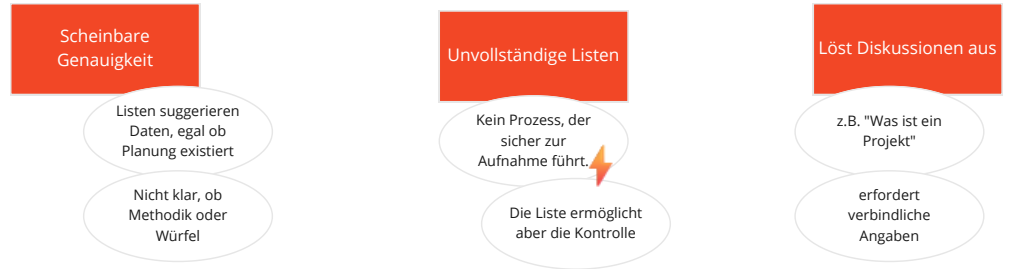 Scheinbare
Genauigkeit
Listen suggerieren
Daten, egal ob
Planung existiert
Nicht klar, ob
Methodik oder
Würfel
Unvollständige Listen
Kein Prozess, der
sicher zur
Aufnahme führt.
Die Liste ermöglicht
aber die Kontrolle
Löst Diskussionen aus
z.B. "Was ist ein
Projekt"
erfordert
verbindliche
Angaben